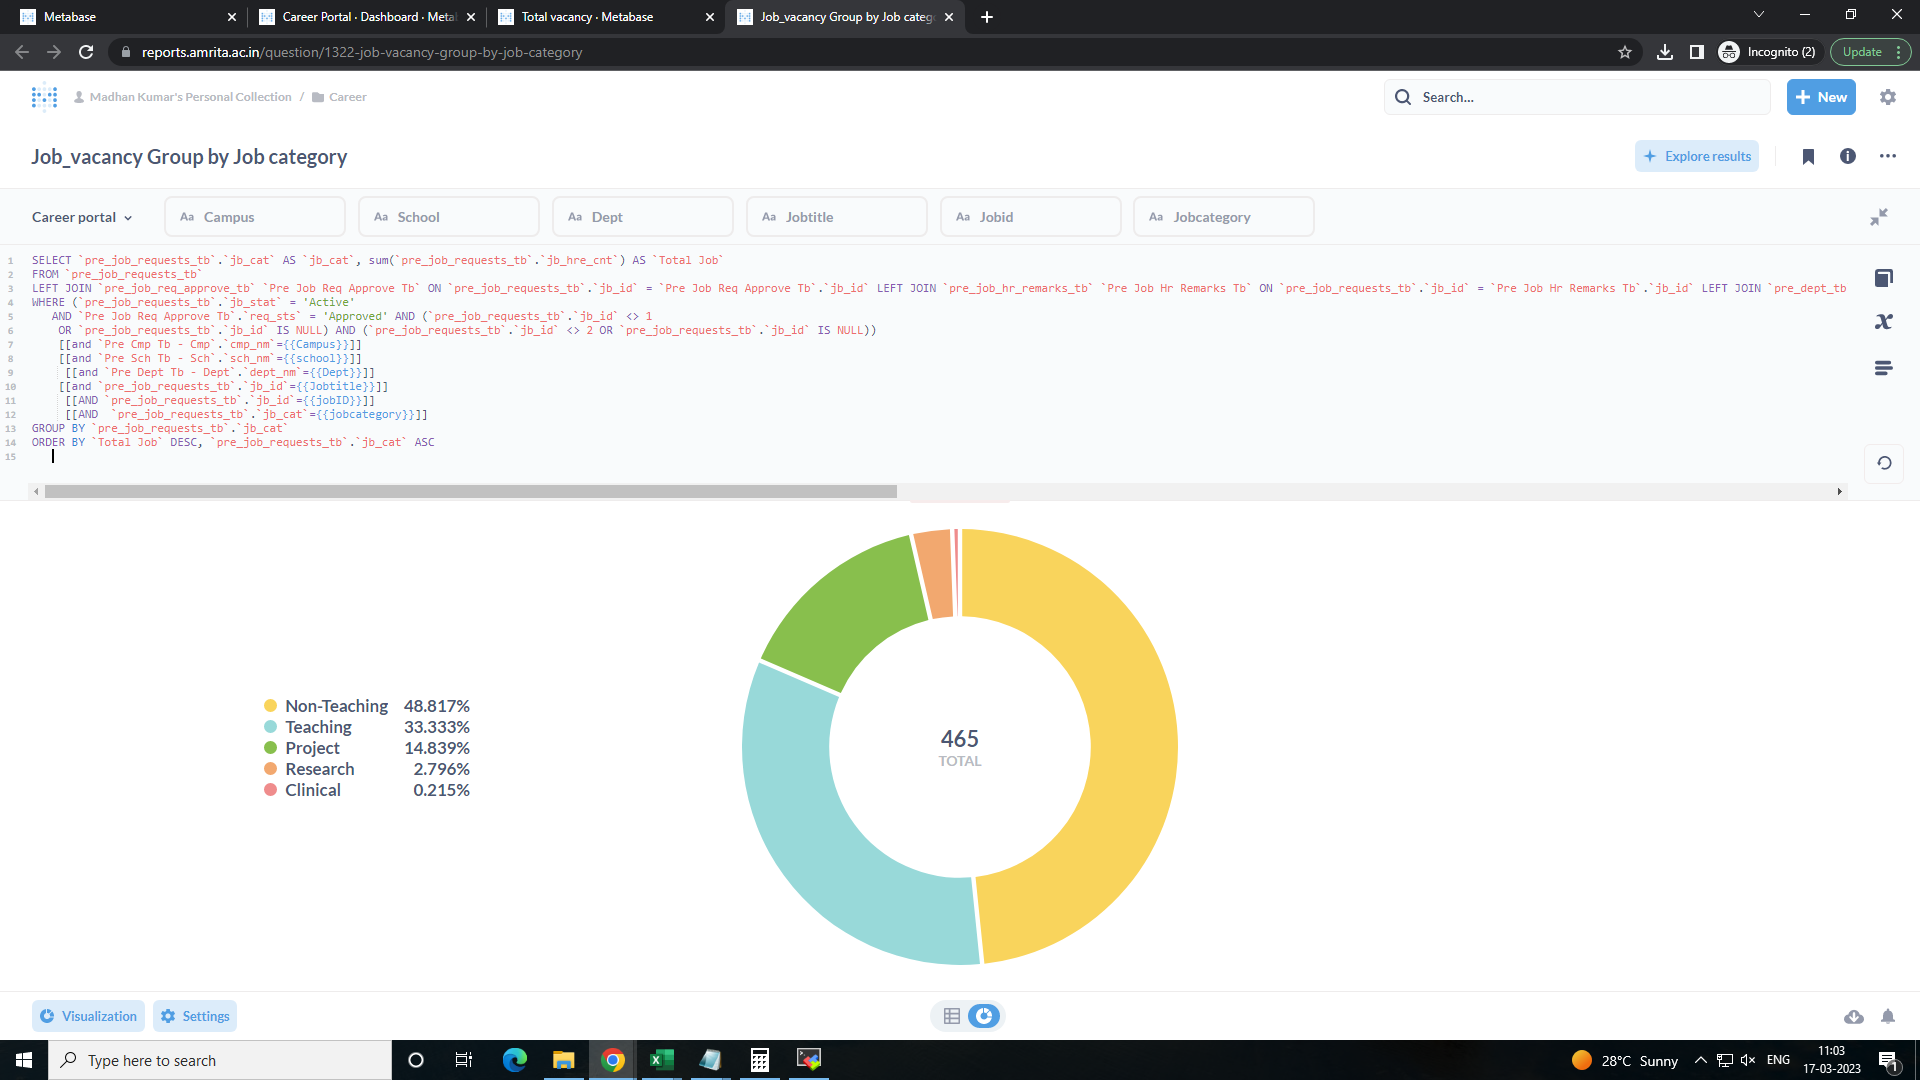 Metabase
Career Portal · Dashboard · Meta
Total vacancy · Metabase
Job_vacancy Group by Job categ
reports.amrita.ac.in/question/1322-job-vacancy-group-by-job-category
Incognito (2)
Update
Madhan Kumar's Personal Collection / Career
Search...
New
Job_vacancy Group by Job category
Explore results
Career portal
Aa Campus
Aa School
Aa Dept
Aa Jobtitle
Aa Jobid
Aa Jobcategory
1 SELECT `pre_job_requests_tb`.`jb_cat` AS `jb_cat`, sum(`pre_job_requests_tb`.`jb_hre_cnt`) AS `Total Job`
2 FROM `pre_job_requests_tb`
3 LEFT JOIN `pre_job_req_approve_tb` `Pre Job Req Approve Tb` ON `pre_job_requests_tb`.`jb_id` = `Pre Job Req Approve Tb`.`jb_id` LEFT JOIN `pre_job_hr_remarks_tb` `Pre Job Hr Remarks Tb` ON `pre_job_requests_tb`.`jb_id` = `Pre Job Hr Remarks Tb`.`jb_id` LEFT JOIN `pre_dept_tb
4 WHERE (`pre_job_requests_tb`.`jb_stat` = 'Active'
5 AND `Pre Job Req Approve Tb`.`req_sts` = 'Approved' AND (`pre_job_requests_tb`.`jb_id` <> 1
6 OR `pre_job_requests_tb`.`jb_id` IS NULL) AND (`pre_job_requests_tb`.`jb_id` <> 2 OR `pre_job_requests_tb`.`jb_id` IS NULL))
7 [[and `Pre Cmp Tb - Cmp`.`cmp_nm`={{Campus}}]]
8 [[and `Pre Sch Tb - Sch`.`sch_nm`={{school}}]]
9 [[and `Pre Dept Tb - Dept`.`dept_nm`={{Dept}}]]
10 [[and `pre_job_requests_tb`.`jb_id`={{Jobtitle}}]]
11 [[AND `pre_job_requests_tb`.`jb_id`={{jobID}}]]
12 [[AND `pre_job_requests_tb`.`jb_cat`={{jobcategory}}]]
13 GROUP BY `pre_job_requests_tb`.`jb_cat`
14 ORDER BY `Total Job` DESC, `pre_job_requests_tb`.`jb_cat` ASC
15
Non-Teaching 48.817%
Teaching 33.333%
Project 14.839%
Research 2.796%
Clinical 0.215%
465
TOTAL
Visualization
Settings
Type here to search
28°C Sunny
ENG
11:03
17-03-2023
1